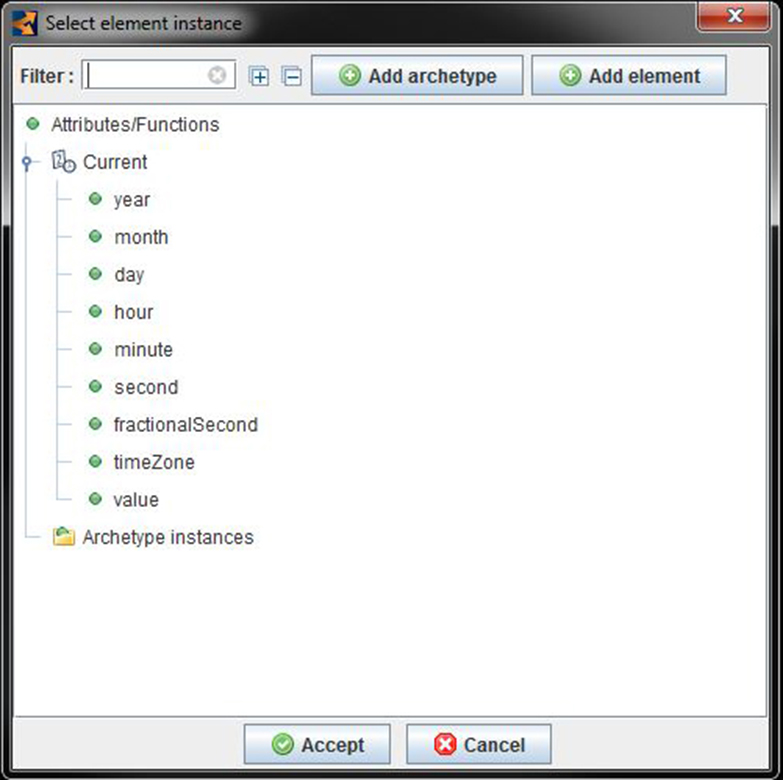 Select element instance
Filter : Add archetype Add element
Attributes/Functions
Current
year
month
day
hour
minute
second
fractionalSecond
timeZone
value
Archetype instances
Accept Cancel